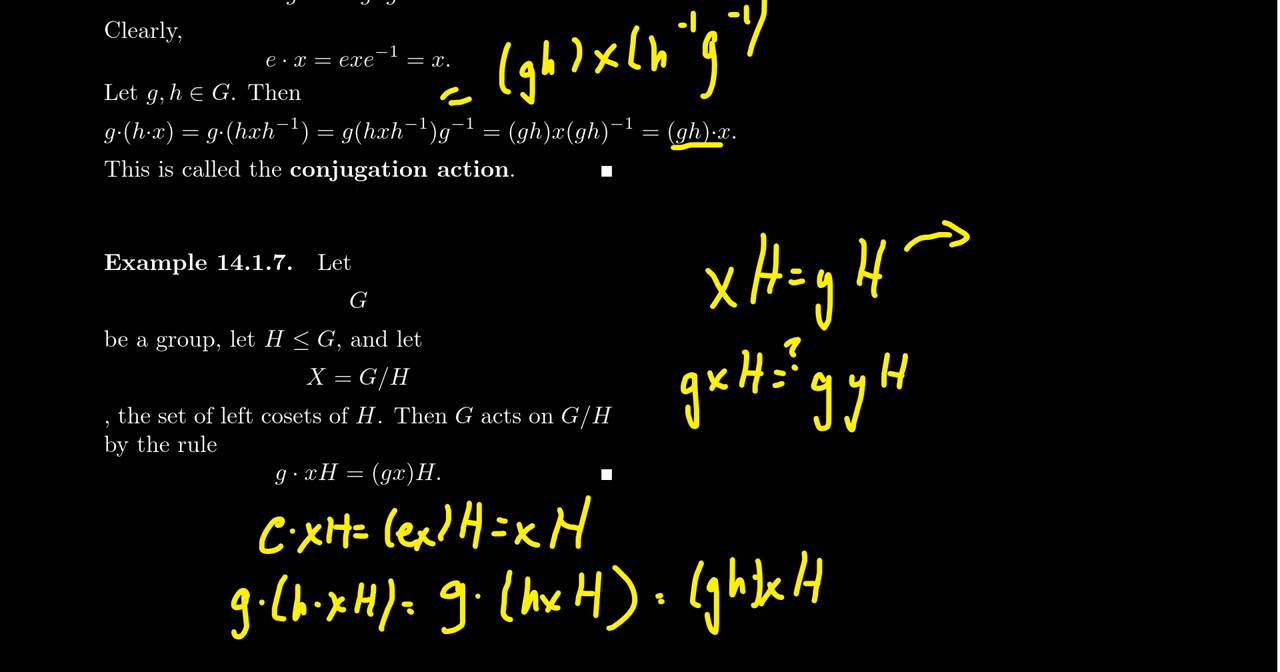 Clearly,
e · x = exe⁻¹ = x.
= (gh)x(h⁻¹g⁻¹)
Let g, h ∈ G. Then
g·(h·x) = g·(hxh⁻¹) = g(hxh⁻¹)g⁻¹ = (gh)x(gh)⁻¹ = (gh)·x.
This is called the conjugation action. ■
xH = gH →
Example 14.1.7. Let
G
be a group, let H ≤ G, and let
gxH =? gyH
X = G/H
, the set of left cosets of H. Then G acts on G/H
by the rule
g · xH = (gx)H. ■
e·xH = (ex)H = xH
g·(h·xH) = g·(hxH) = (gh)xH